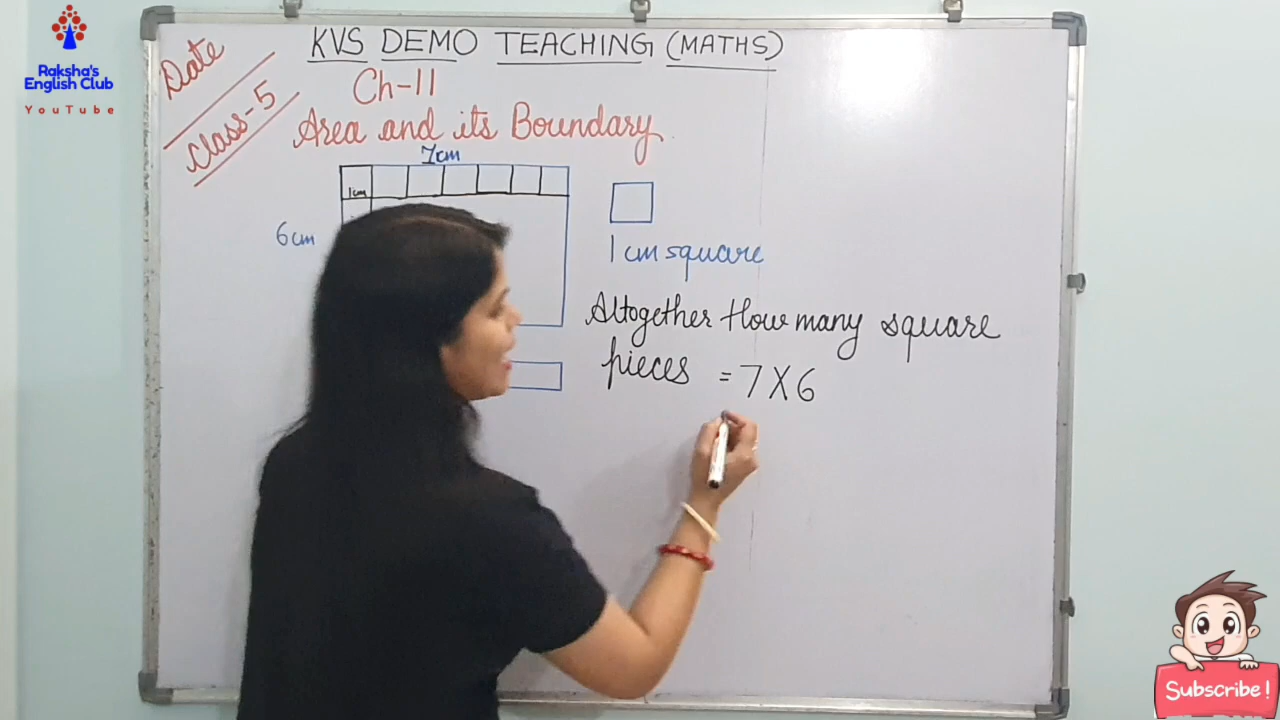 Raksha's
English Club
YouTube
Date
Class-5
KVS DEMO TEACHING (MATHS)
Ch-11
Area and its Boundary
7cm
1cm
6cm
1 cm square
Altogether How many square
pieces = 7 X 6
Subscribe!